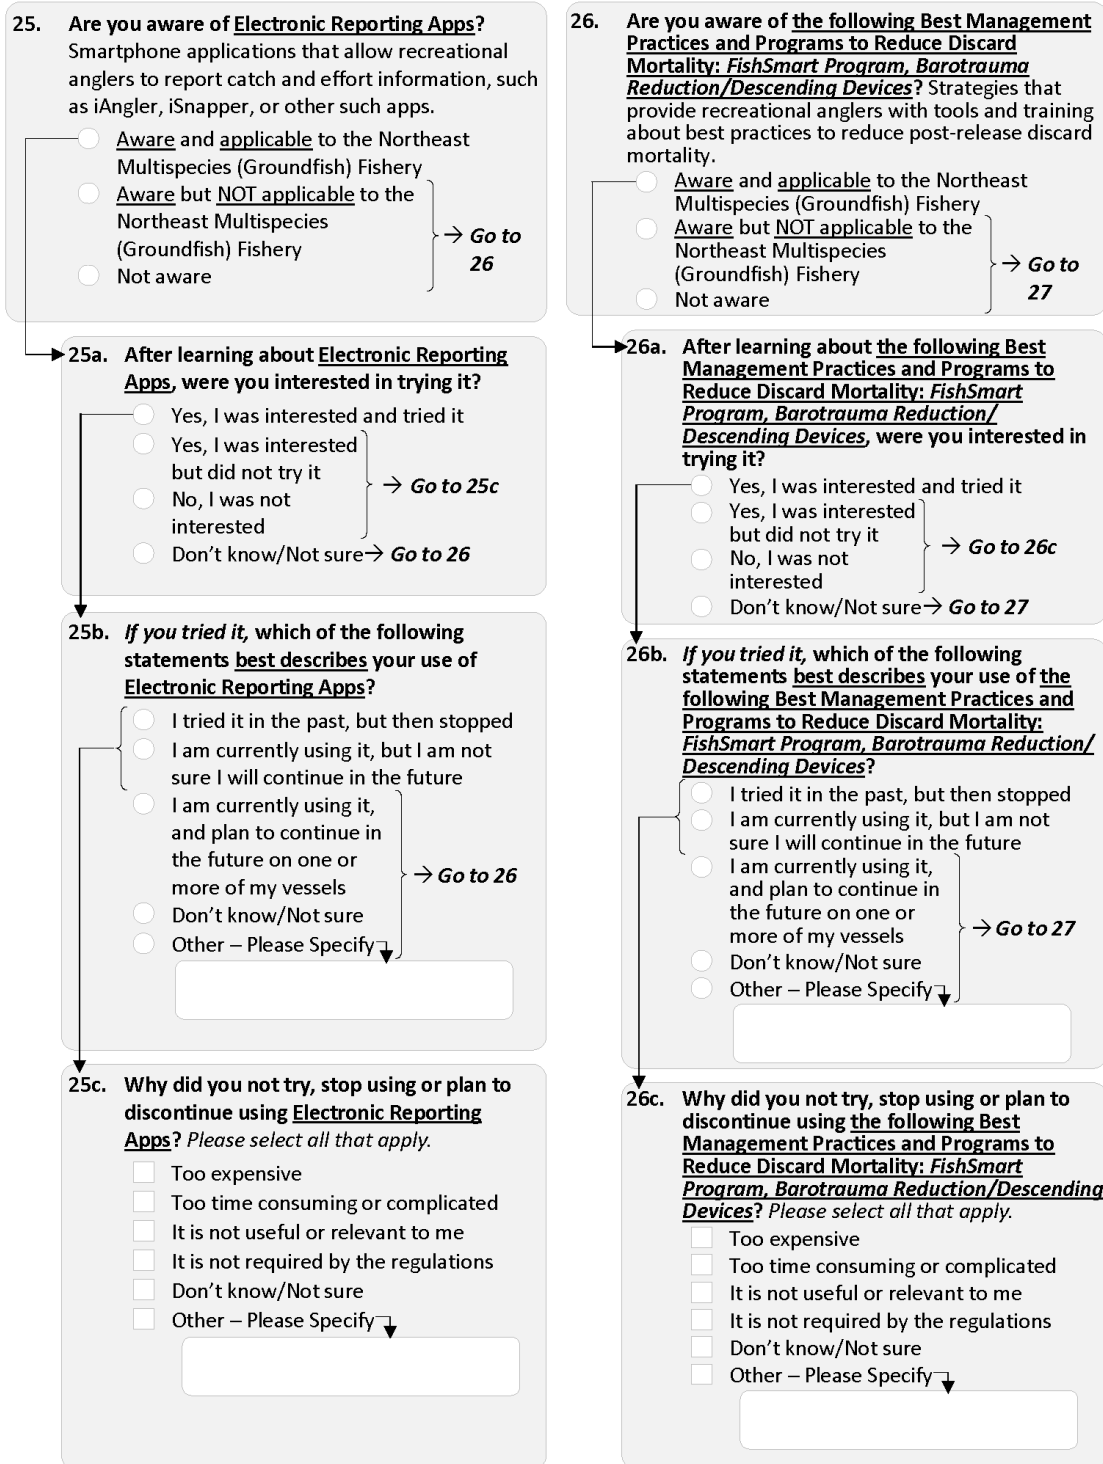 25. Are you aware of Electronic Reporting Apps?
Smartphone applications that allow recreational
anglers to report catch and effort information, such
as iAngler, iSnapper, or other such apps.
Aware and applicable to the Northeast
Multispecies (Groundfish) Fishery
Aware but NOT applicable to the
Northeast Multispecies
(Groundfish) Fishery
→ Go to
26
Not aware
25a. After learning about Electronic Reporting
Apps, were you interested in trying it?
Yes, I was interested and tried it
Yes, I was interested
but did not try it
→ Go to 25c
No, I was not
interested
Don't know/Not sure→ Go to 26
25b. If you tried it, which of the following
statements best describes your use of
Electronic Reporting Apps?
I tried it in the past, but then stopped
I am currently using it, but I am not
sure I will continue in the future
I am currently using it,
and plan to continue in
the future on one or
more of my vessels
→ Go to 26
Don't know/Not sure
Other – Please Specify
25c. Why did you not try, stop using or plan to
discontinue using Electronic Reporting
Apps? Please select all that apply.
Too expensive
Too time consuming or complicated
It is not useful or relevant to me
It is not required by the regulations
Don't know/Not sure
Other – Please Specify
26. Are you aware of the following Best Management
Practices and Programs to Reduce Discard
Mortality: FishSmart Program, Barotrauma
Reduction/Descending Devices? Strategies that
provide recreational anglers with tools and training
about best practices to reduce post-release discard
mortality.
Aware and applicable to the Northeast
Multispecies (Groundfish) Fishery
Aware but NOT applicable to the
Northeast Multispecies
(Groundfish) Fishery
→ Go to
27
Not aware
26a. After learning about the following Best
Management Practices and Programs to
Reduce Discard Mortality: FishSmart
Program, Barotrauma Reduction/
Descending Devices, were you interested in
trying it?
Yes, I was interested and tried it
Yes, I was interested
but did not try it
→ Go to 26c
No, I was not
interested
Don't know/Not sure→ Go to 27
26b. If you tried it, which of the following
statements best describes your use of the
following Best Management Practices and
Programs to Reduce Discard Mortality:
FishSmart Program, Barotrauma Reduction/
Descending Devices?
I tried it in the past, but then stopped
I am currently using it, but I am not
sure I will continue in the future
I am currently using it,
and plan to continue in
the future on one or
more of my vessels
→ Go to 27
Don't know/Not sure
Other – Please Specify
26c. Why did you not try, stop using or plan to
discontinue using the following Best
Management Practices and Programs to
Reduce Discard Mortality: FishSmart
Program, Barotrauma Reduction/Descending
Devices? Please select all that apply.
Too expensive
Too time consuming or complicated
It is not useful or relevant to me
It is not required by the regulations
Don't know/Not sure
Other – Please Specify